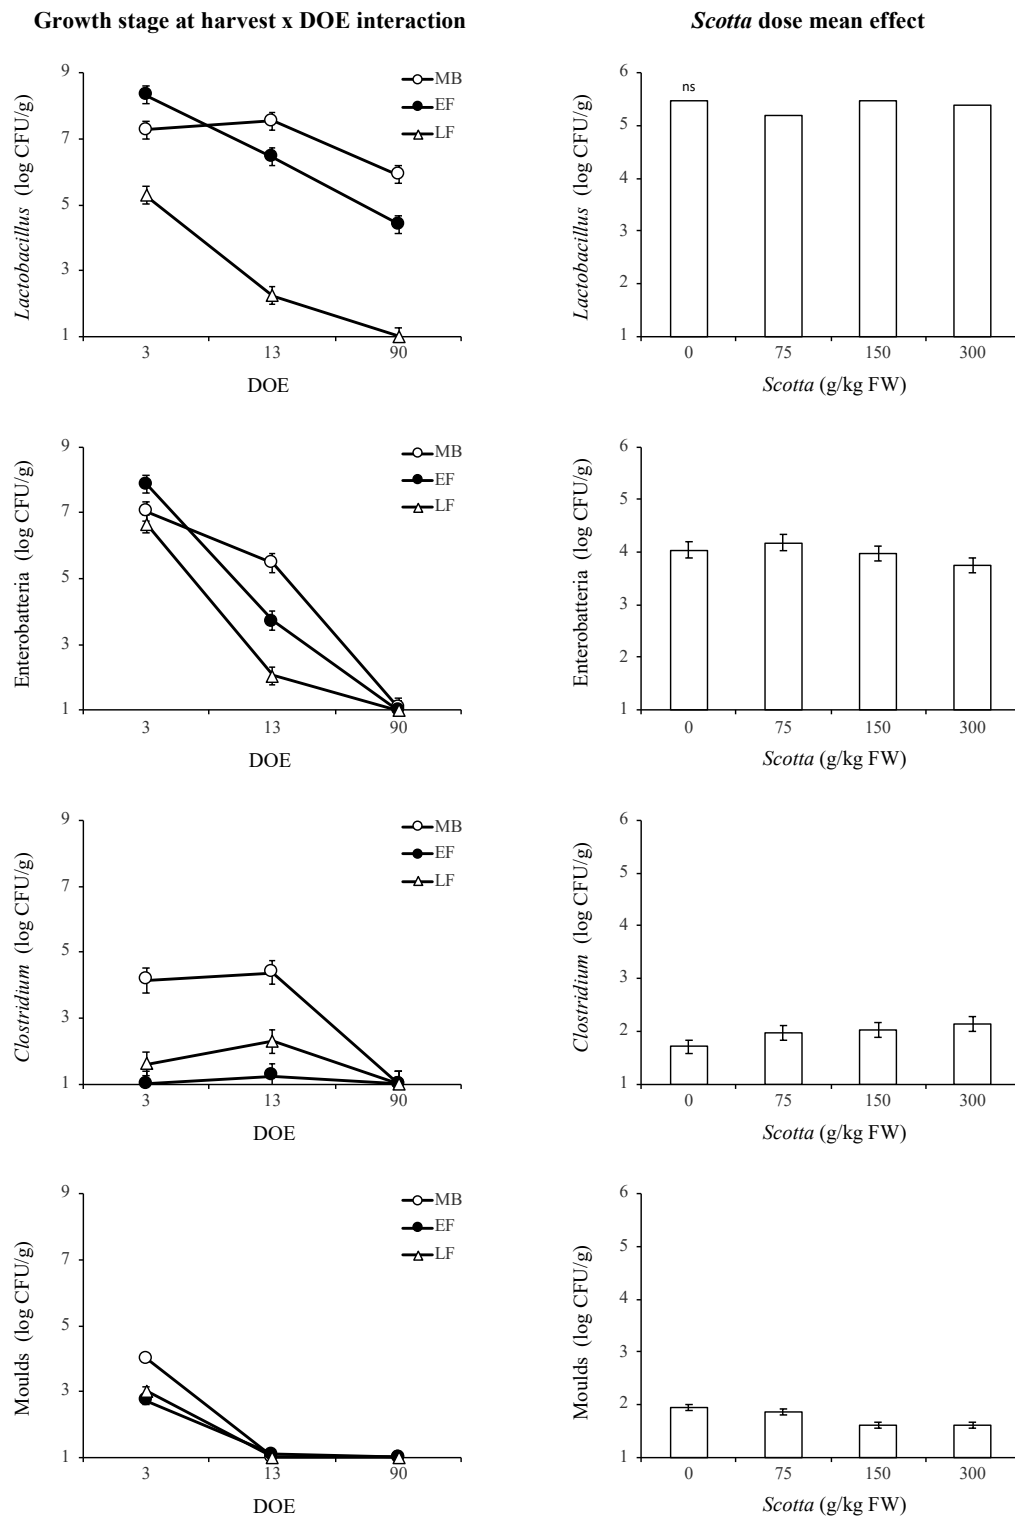 Growth stage at harvest x DOE interaction
Scotta dose mean effect
Lactobacillus (log CFU/g)
9
7
5
3
1
MB
EF
LF
3 13 90
DOE
Lactobacillus (log CFU/g)
6
5
4
3
2
1
ns
0 75 150 300
Scotta (g/kg FW)
Enterobatteria (log CFU/g)
9
7
5
3
1
MB
EF
LF
3 13 90
DOE
Enterobatteria (log CFU/g)
6
5
4
3
2
1
0 75 150 300
Scotta (g/kg FW)
Clostridium (log CFU/g)
9
7
5
3
1
MB
EF
LF
3 13 90
DOE
Clostridium (log CFU/g)
6
5
4
3
2
1
0 75 150 300
Scotta (g/kg FW)
Moulds (log CFU/g)
9
7
5
3
1
MB
EF
LF
3 13 90
DOE
Moulds (log CFU/g)
6
5
4
3
2
1
0 75 150 300
Scotta (g/kg FW)